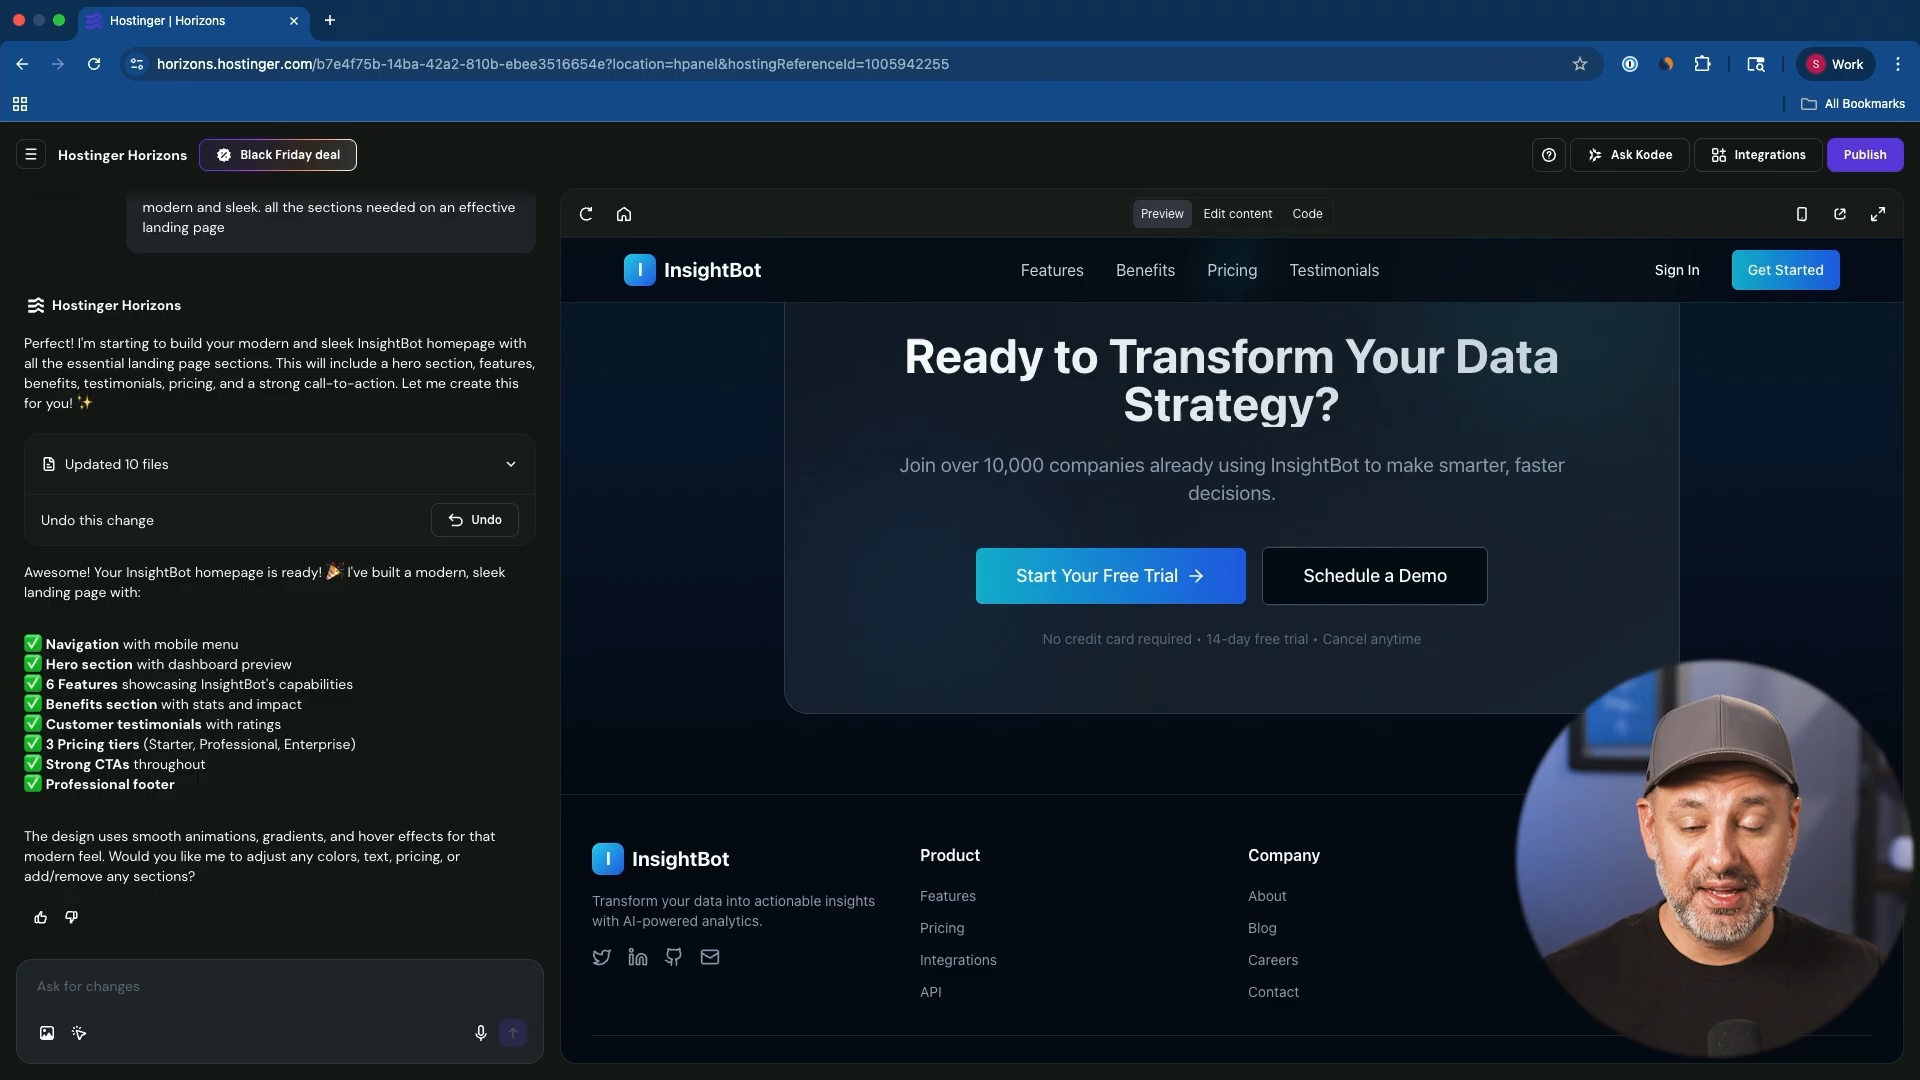 Hostinger | Horizons
horizons.hostinger.com/b7e4f75b-14ba-42a2-810b-ebee3516654e?location=hpanel&hostingReferenceId=1005942255
S Work
All Bookmarks
Hostinger Horizons
Black Friday deal
Ask Kodee
Integrations
Publish
modern and sleek. all the sections needed on an effective
landing page
Hostinger Horizons
Perfect! I'm starting to build your modern and sleek InsightBot homepage with
all the essential landing page sections. This will include a hero section, features,
benefits, testimonials, pricing, and a strong call-to-action. Let me create this
for you! ✨
Updated 10 files
Undo this change
Undo
Awesome! Your InsightBot homepage is ready! 🎉 I've built a modern, sleek
landing page with:
✅ Navigation with mobile menu
✅ Hero section with dashboard preview
✅ 6 Features showcasing InsightBot's capabilities
✅ Benefits section with stats and impact
✅ Customer testimonials with ratings
✅ 3 Pricing tiers (Starter, Professional, Enterprise)
✅ Strong CTAs throughout
✅ Professional footer
The design uses smooth animations, gradients, and hover effects for that
modern feel. Would you like me to adjust any colors, text, pricing, or
add/remove any sections?
Ask for changes
Preview
Edit content
Code
I InsightBot
Features
Benefits
Pricing
Testimonials
Sign In
Get Started
Ready to Transform Your Data
Strategy?
Join over 10,000 companies already using InsightBot to make smarter, faster
decisions.
Start Your Free Trial →
Schedule a Demo
No credit card required • 14-day free trial • Cancel anytime
I InsightBot
Transform your data into actionable insights
with AI-powered analytics.
Product
Features
Pricing
Integrations
API
Company
About
Blog
Careers
Contact